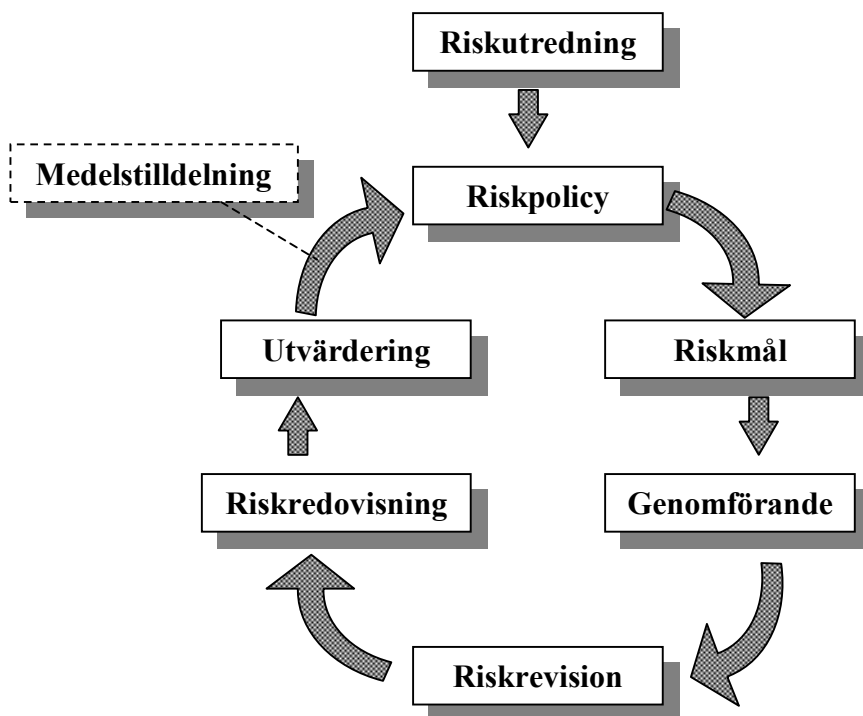 Riskutredning
Medelstilldelning
Riskpolicy
Utvärdering
Riskmål
Riskredovisning
Genomförande
Riskrevision